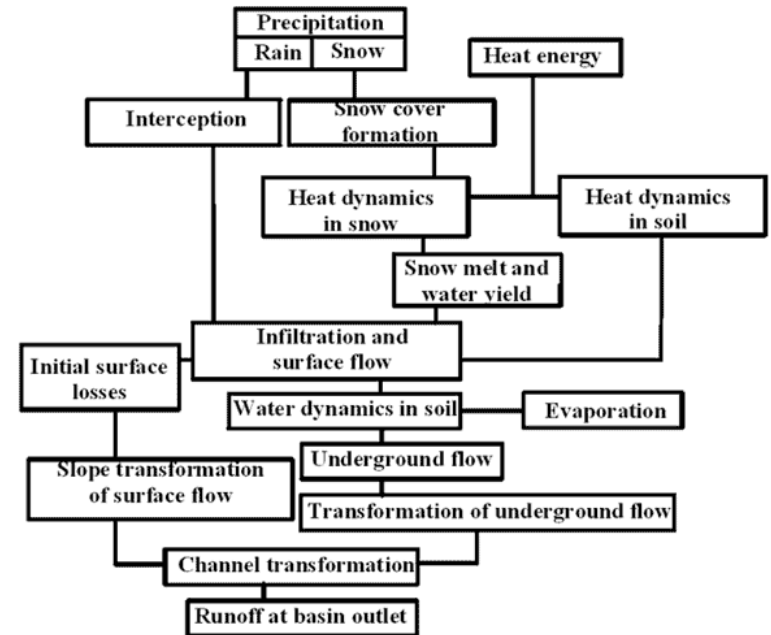 Precipitation
Rain
Snow
Heat energy
Interception
Snow cover
formation
Heat dynamics
in snow
Heat dynamics
in soil
Snow melt and
water yield
Infiltration and
surface flow
Initial surface
losses
Water dynamics in soil
Evaporation
Underground flow
Slope transformation
of surface flow
Transformation of underground flow
Channel transformation
Runoff at basin outlet